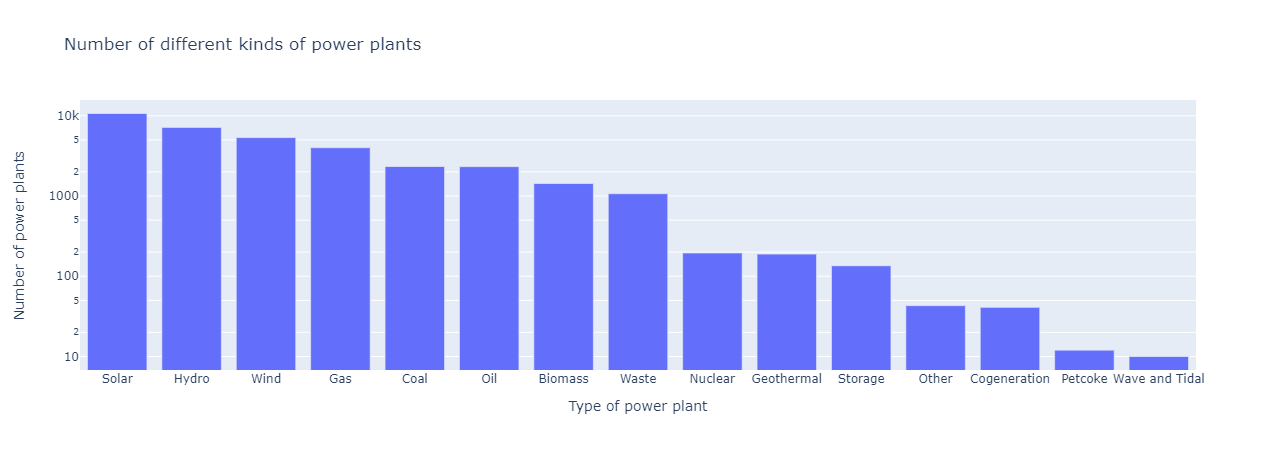 Number of different kinds of power plants
Number of power plants
10k
5
2
1000
5
2
100
5
2
10
Solar Hydro Wind Gas Coal Oil Biomass Waste Nuclear Geothermal Storage Other Cogeneration Petcoke Wave and Tidal
Type of power plant